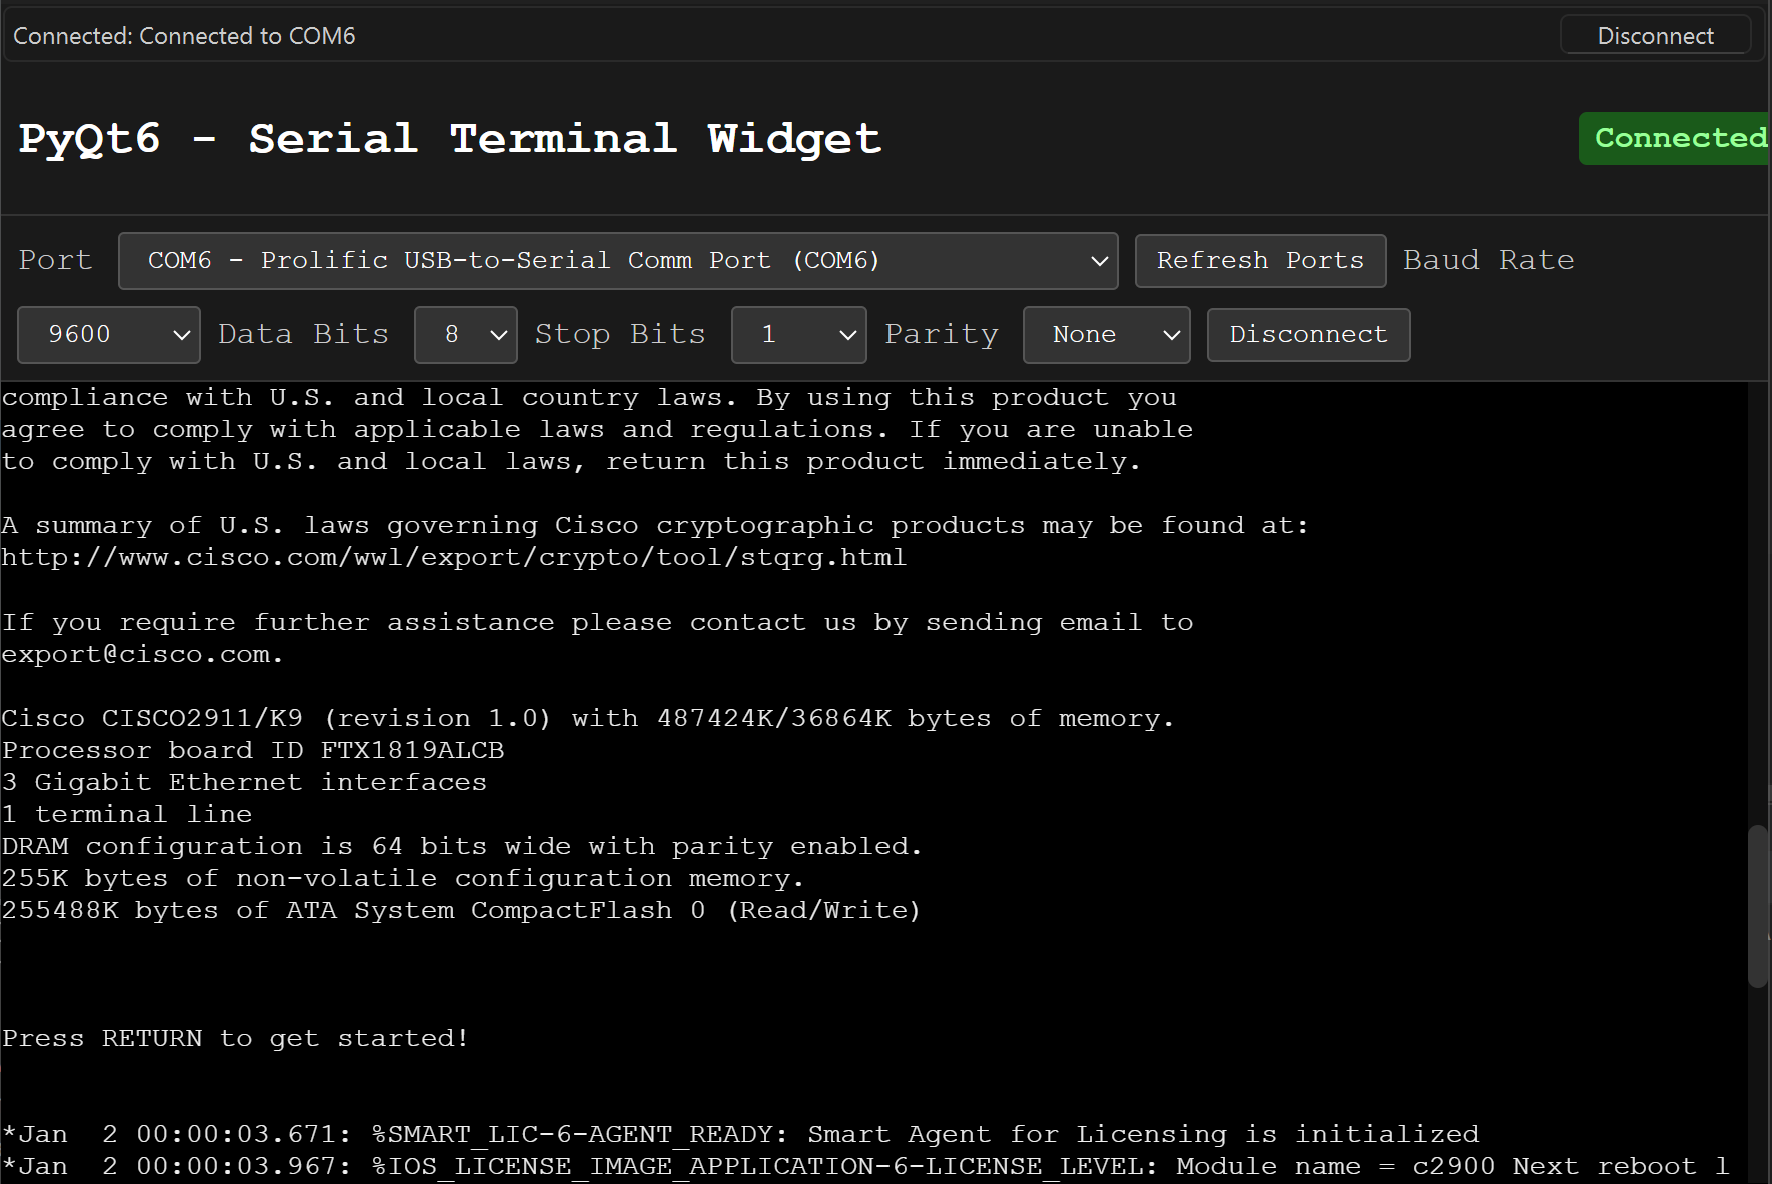 Connected: Connected to COM6
Disconnect
PyQt6 - Serial Terminal Widget
Connected
Port
COM6 - Prolific USB-to-Serial Comm Port (COM6)
Refresh Ports
Baud Rate
9600
Data Bits
8
Stop Bits
1
Parity
None
Disconnect
compliance with U.S. and local country laws. By using this product you
agree to comply with applicable laws and regulations. If you are unable
to comply with U.S. and local laws, return this product immediately.
A summary of U.S. laws governing Cisco cryptographic products may be found at:
http://www.cisco.com/wwl/export/crypto/tool/stqrg.html
If you require further assistance please contact us by sending email to
export@cisco.com.
Cisco CISCO2911/K9 (revision 1.0) with 487424K/36864K bytes of memory.
Processor board ID FTX1819ALCB
3 Gigabit Ethernet interfaces
1 terminal line
DRAM configuration is 64 bits wide with parity enabled.
255K bytes of non-volatile configuration memory.
255488K bytes of ATA System CompactFlash 0 (Read/Write)
Press RETURN to get started!
*Jan  2 00:00:03.671: %SMART_LIC-6-AGENT_READY: Smart Agent for Licensing is initialized
*Jan  2 00:00:03.967: %IOS_LICENSE_IMAGE_APPLICATION-6-LICENSE_LEVEL: Module name = c2900 Next reboot l